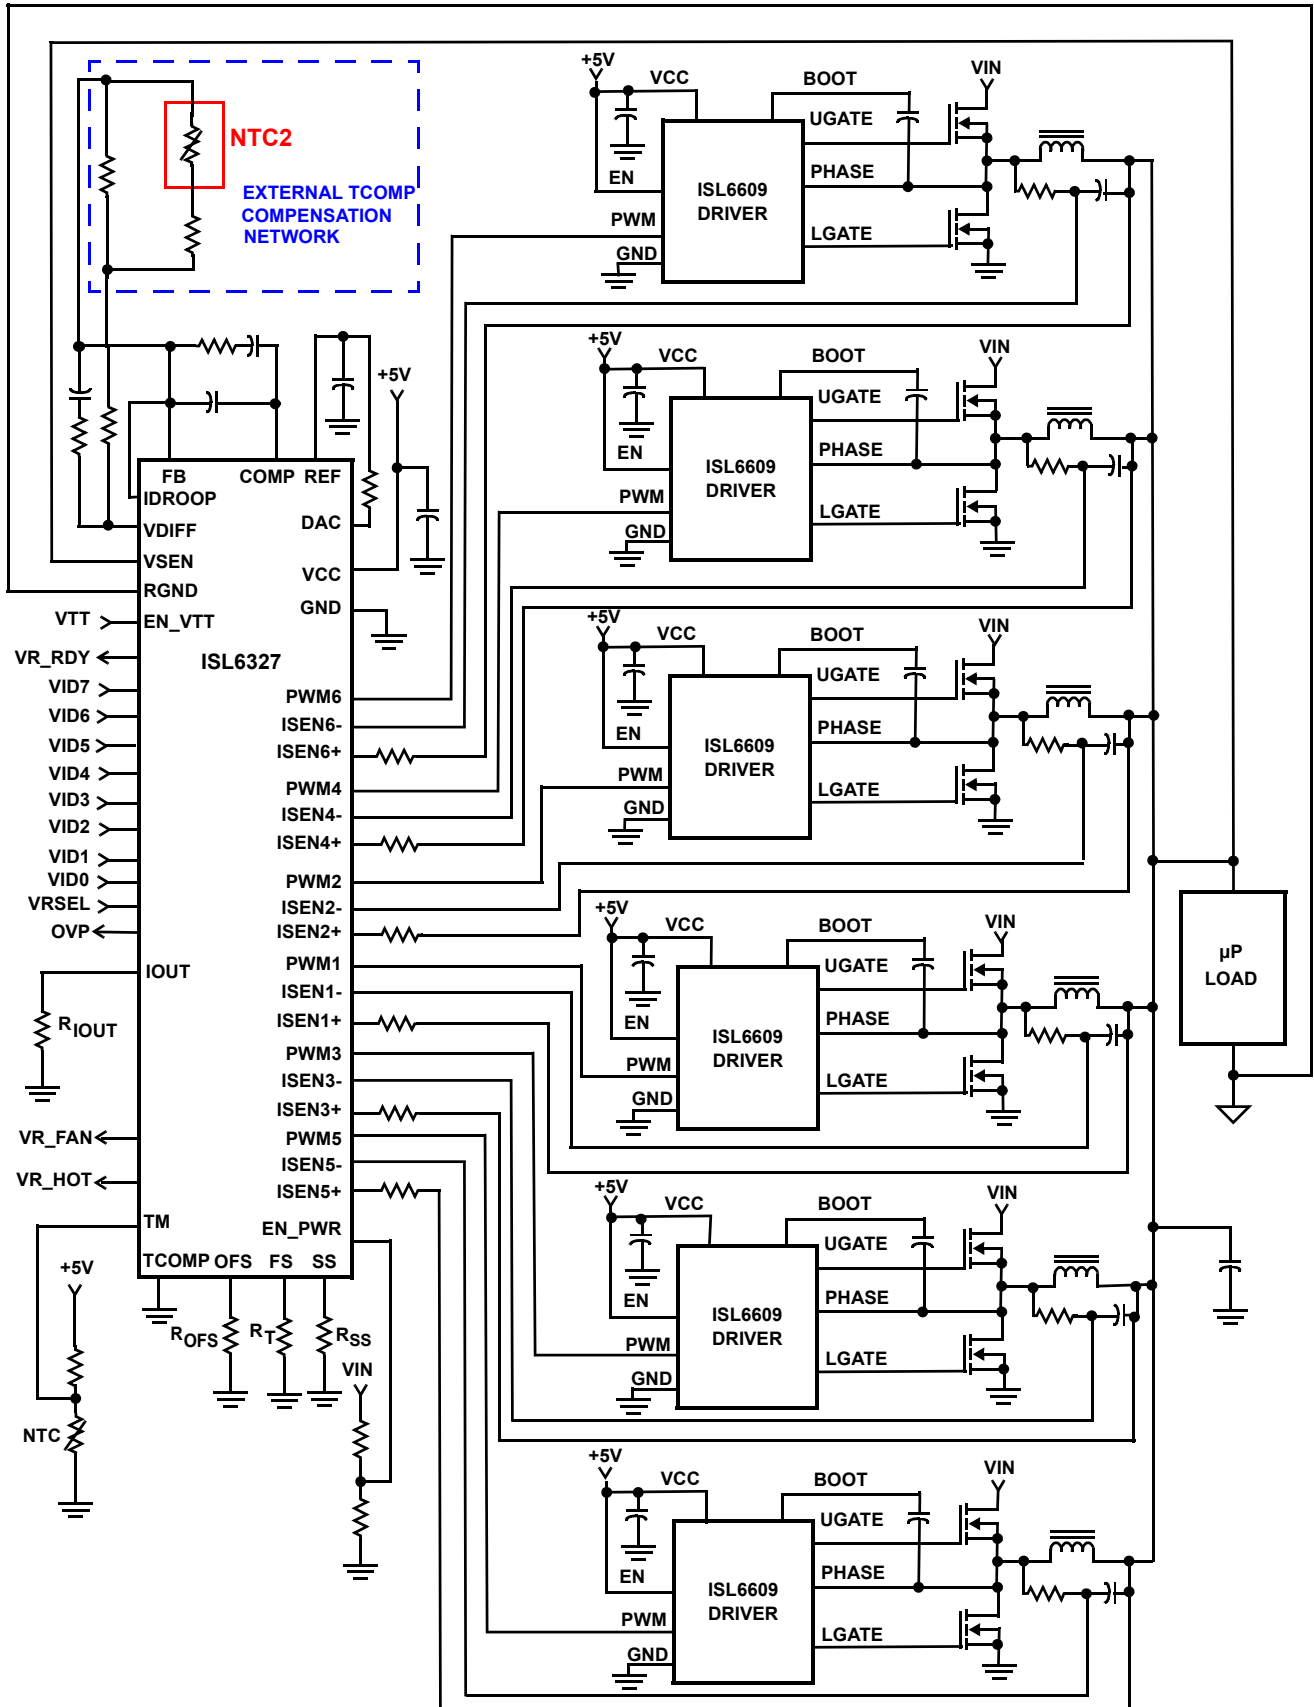 +5V
VCC
BOOT
VIN
UGATE
EN
ISL6609
DRIVER
PHASE
PWM
LGATE
GND
NTC2
EXTERNAL TCOMP
COMPENSATION
NETWORK
+5V
VCC
BOOT
VIN
UGATE
EN
ISL6609
DRIVER
PHASE
PWM
LGATE
GND
+5V
FB
COMP
REF
IDROOP
VDIFF
DAC
VSEN
VCC
RGND
GND
VTT
EN_VTT
VR_RDY
ISL6327
VID7
VID6
VID5
VID4
VID3
VID2
VID1
VID0
VRSEL
OVP
IOUT
RIOUT
VR_FAN
VR_HOT
TM
PWM6
ISEN6-
ISEN6+
PWM4
ISEN4-
ISEN4+
PWM2
ISEN2-
ISEN2+
PWM1
ISEN1-
ISEN1+
PWM3
ISEN3-
ISEN3+
PWM5
ISEN5-
ISEN5+
EN_PWR
TCOMP
OFS
FS
SS
+5V
ROFS
RT
RSS
VIN
NTC
+5V
VCC
BOOT
VIN
UGATE
EN
ISL6609
DRIVER
PHASE
PWM
LGATE
GND
+5V
VCC
BOOT
VIN
UGATE
EN
ISL6609
DRIVER
PHASE
PWM
LGATE
GND
µP
LOAD
+5V
VCC
BOOT
VIN
UGATE
EN
ISL6609
DRIVER
PHASE
PWM
LGATE
GND
+5V
VCC
BOOT
VIN
UGATE
EN
ISL6609
DRIVER
PHASE
PWM
LGATE
GND